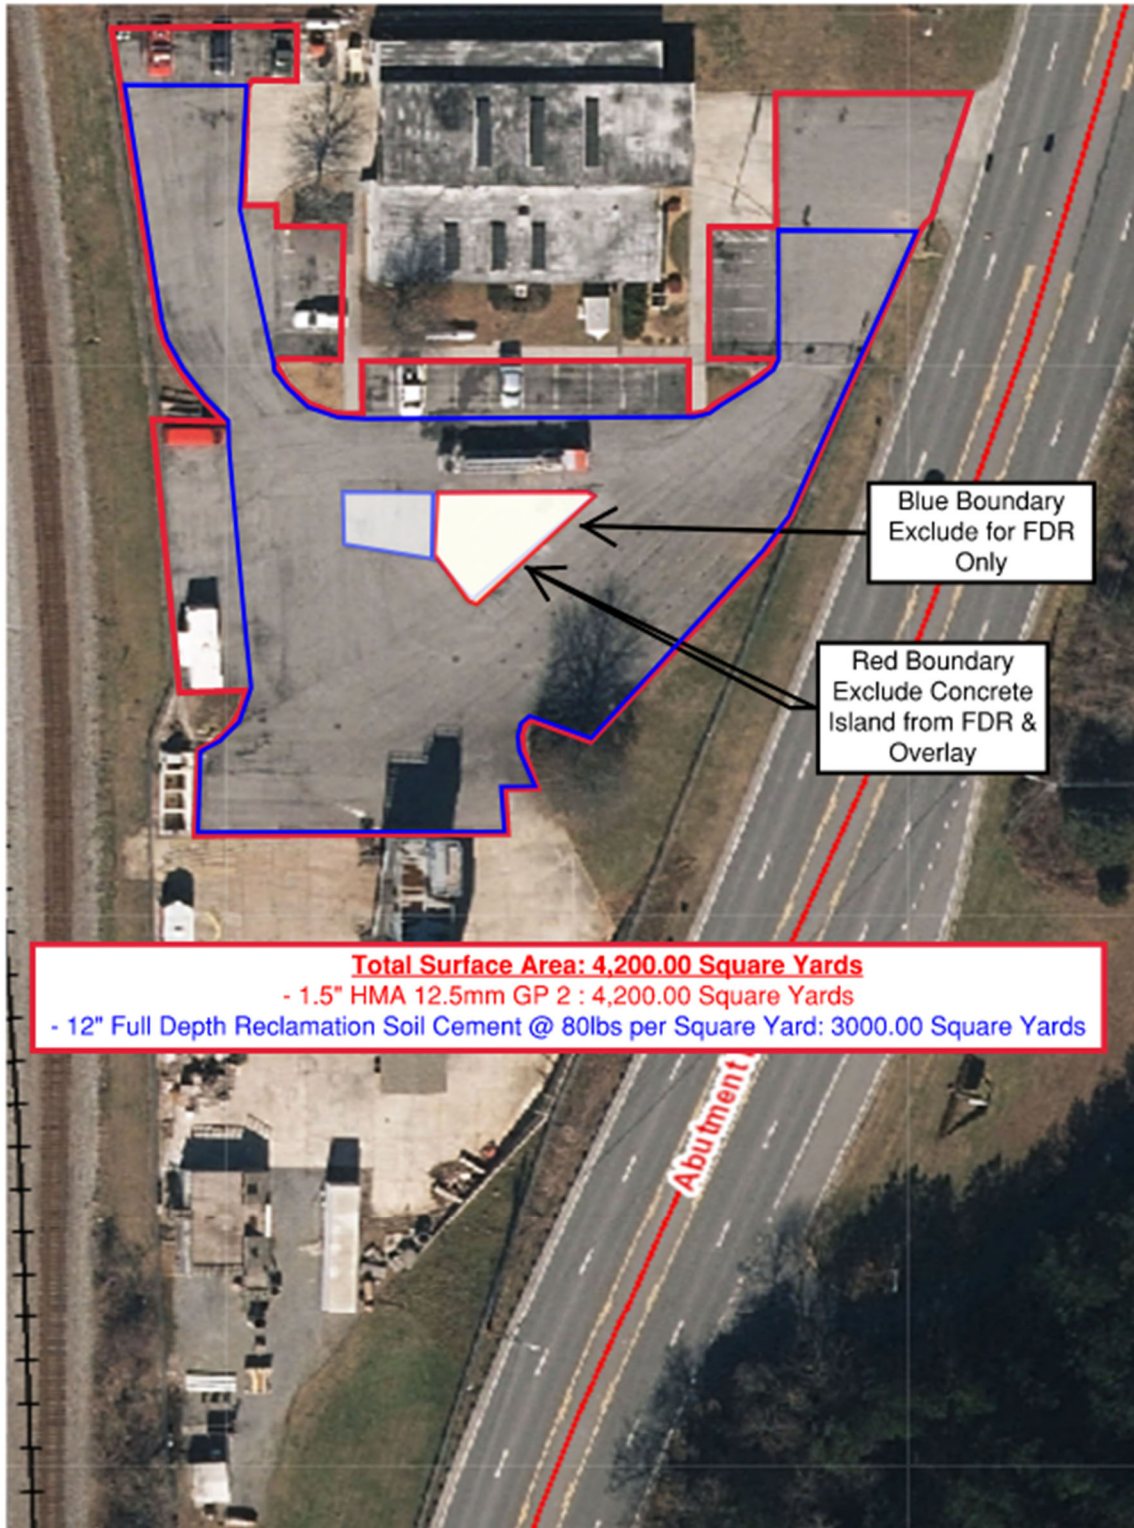 Blue Boundary
Exclude for FDR
Only
Red Boundary
Exclude Concrete
Island from FDR &
Overlay
Total Surface Area: 4,200.00 Square Yards
- 1.5" HMA 12.5mm GP 2 : 4,200.00 Square Yards
- 12" Full Depth Reclamation Soil Cement @ 80lbs per Square Yard: 3000.00 Square Yards
Abutment